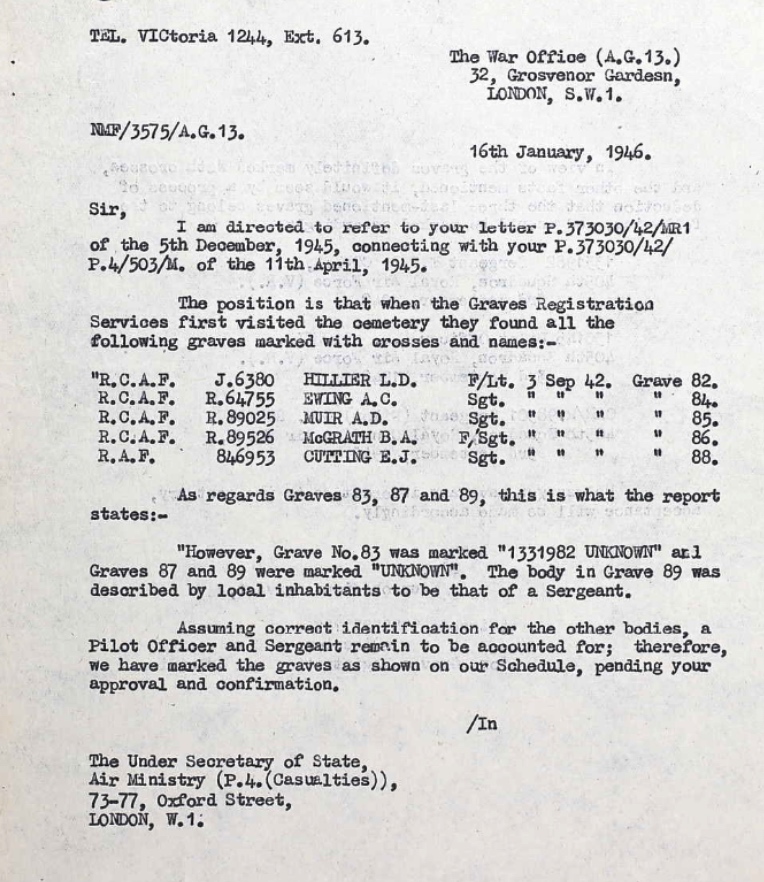 TEL. VICtoria 1244, Ext. 613.
The War Office (A.G.13.)
32, Grosvenor Gardesn,
LONDON, S.W.1.
NMF/3575/A.G.13.
16th January, 1946.
Sir,
I am directed to refer to your letter P.373030/42/MR1
of the 5th December, 1945, connecting with your P.373030/42/
P.4/503/M. of the 11th April, 1945.
The position is that when the Graves Registration
Services first visited the cemetery they found all the
following graves marked with crosses and names:-
"R.C.A.F. J.6380 HILLIER L.D. F/Lt. 3 Sep 42. Grave 82.
R.C.A.F. R.64755 EWING A.C. Sgt. " " " " 84.
R.C.A.F. R.89025 MUIR A.D. Sgt. " " " " 85.
R.C.A.F. R.89526 McGRATH B.A. F/Sgt. " " " " 86.
R.A.F. 846953 CUTTING E.J. Sgt. " " " " 88.
As regards Graves 83, 87 and 89, this is what the report
states:-
"However, Grave No.83 was marked "1331982 UNKNOWN" and
Graves 87 and 89 were marked "UNKNOWN". The body in Grave 89 was
described by local inhabitants to be that of a Sergeant.
Assuming correct identification for the other bodies, a
Pilot Officer and Sergeant remain to be accounted for; therefore,
we have marked the graves as shown on our Schedule, pending your
approval and confirmation.
/In
The Under Secretary of State,
Air Ministry (P.4.(Casualties)),
73-77, Oxford Street,
LONDON, W.1.